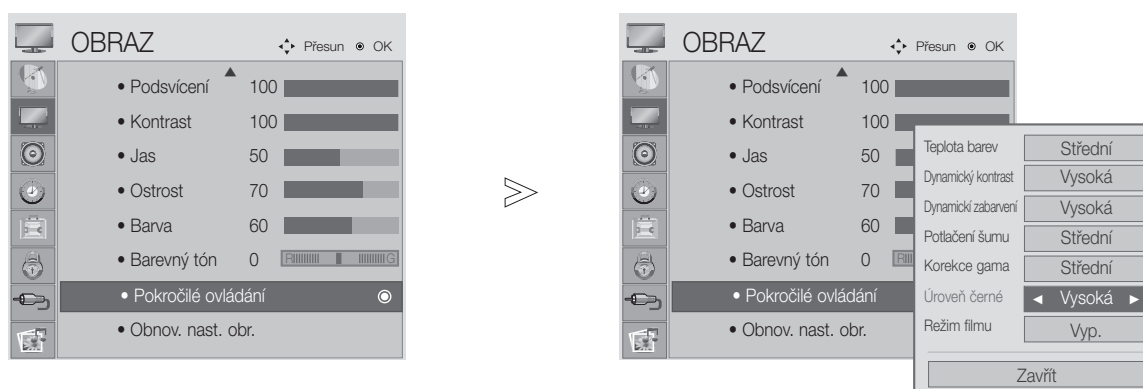 OBRAZ
Přesun OK
• Podsvícení 100
• Kontrast 100
• Jas 50
• Ostrost 70
• Barva 60
• Barevný tón 0 R G
• Pokročilé ovládání
• Obnov. nast. obr.
OBRAZ
Přesun OK
• Podsvícení 100
• Kontrast 100
• Jas 50
• Ostrost 70
• Barva 60
• Barevný tón 0 R
• Pokročilé ovládání
• Obnov. nast. obr.
Teplota barev Střední
Dynamický kontrast Vysoká
Dynamickí zabarvení Vysoká
Potlačení šumu Střední
Korekce gama Střední
Úroveň černé ◄ Vysoká ►
Režim filmu Vyp.
Zavřít